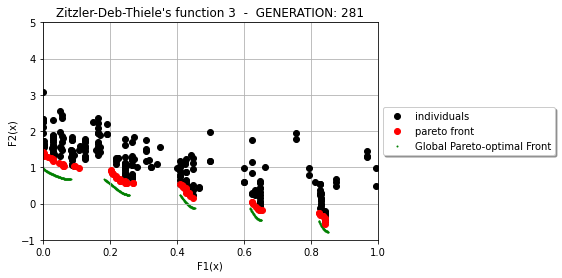 Zitzler-Deb-Thiele's function 3 - GENERATION: 281
5
4
3
2
1
0
−1
F2(x)
0.0 0.2 0.4 0.6 0.8 1.0
F1(x)
individuals
pareto front
Global Pareto-optimal Front